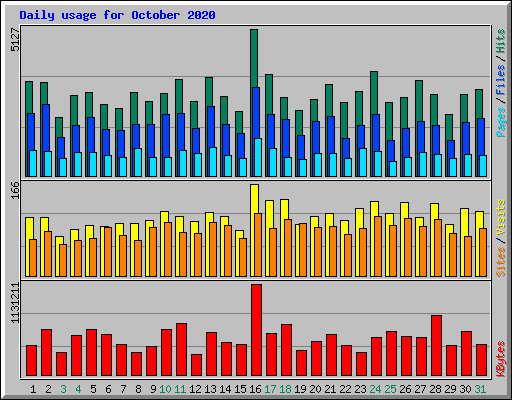 Daily usage for October 2020
5127
Pages / Files / Hits
166
Sites / Visits
1131211
KBytes
1 2 3 4 5 6 7 8 9 10 11 12 13 14 15 16 17 18 19 20 21 22 23 24 25 26 27 28 29 30 31